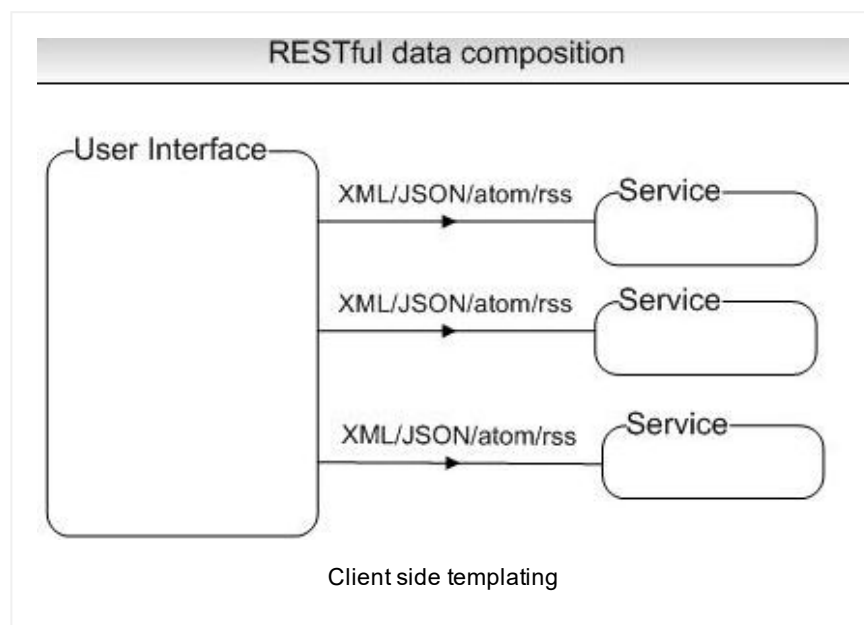 RESTful data composition
User Interface
XML/JSON/atom/rss
Service
XML/JSON/atom/rss
Service
XML/JSON/atom/rss
Service
Client side templating